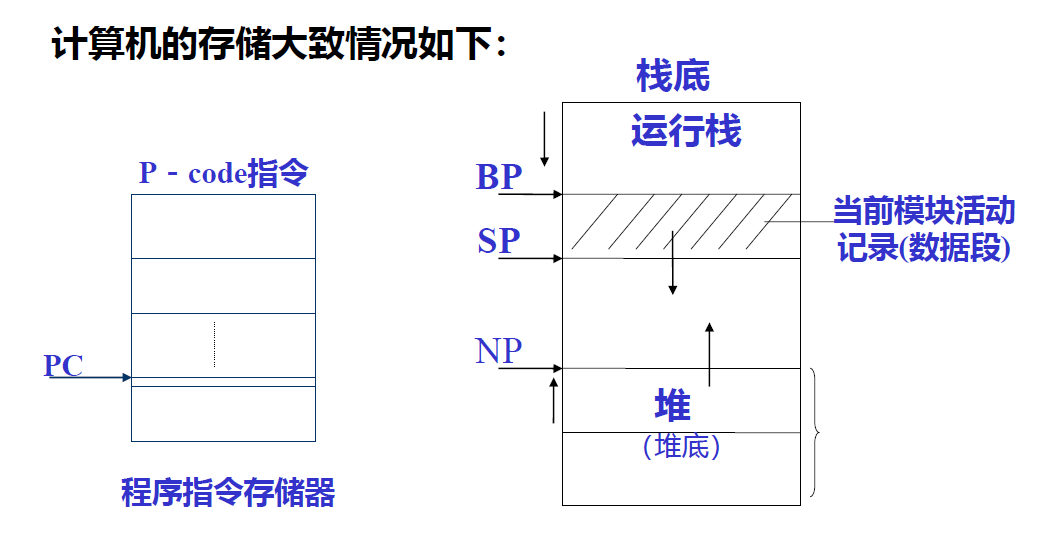 计算机的存储大致情况如下：
P - code指令
PC
程序指令存储器
栈底
运行栈
BP
SP
NP
当前模块活动
记录(数据段)
堆
（堆底）